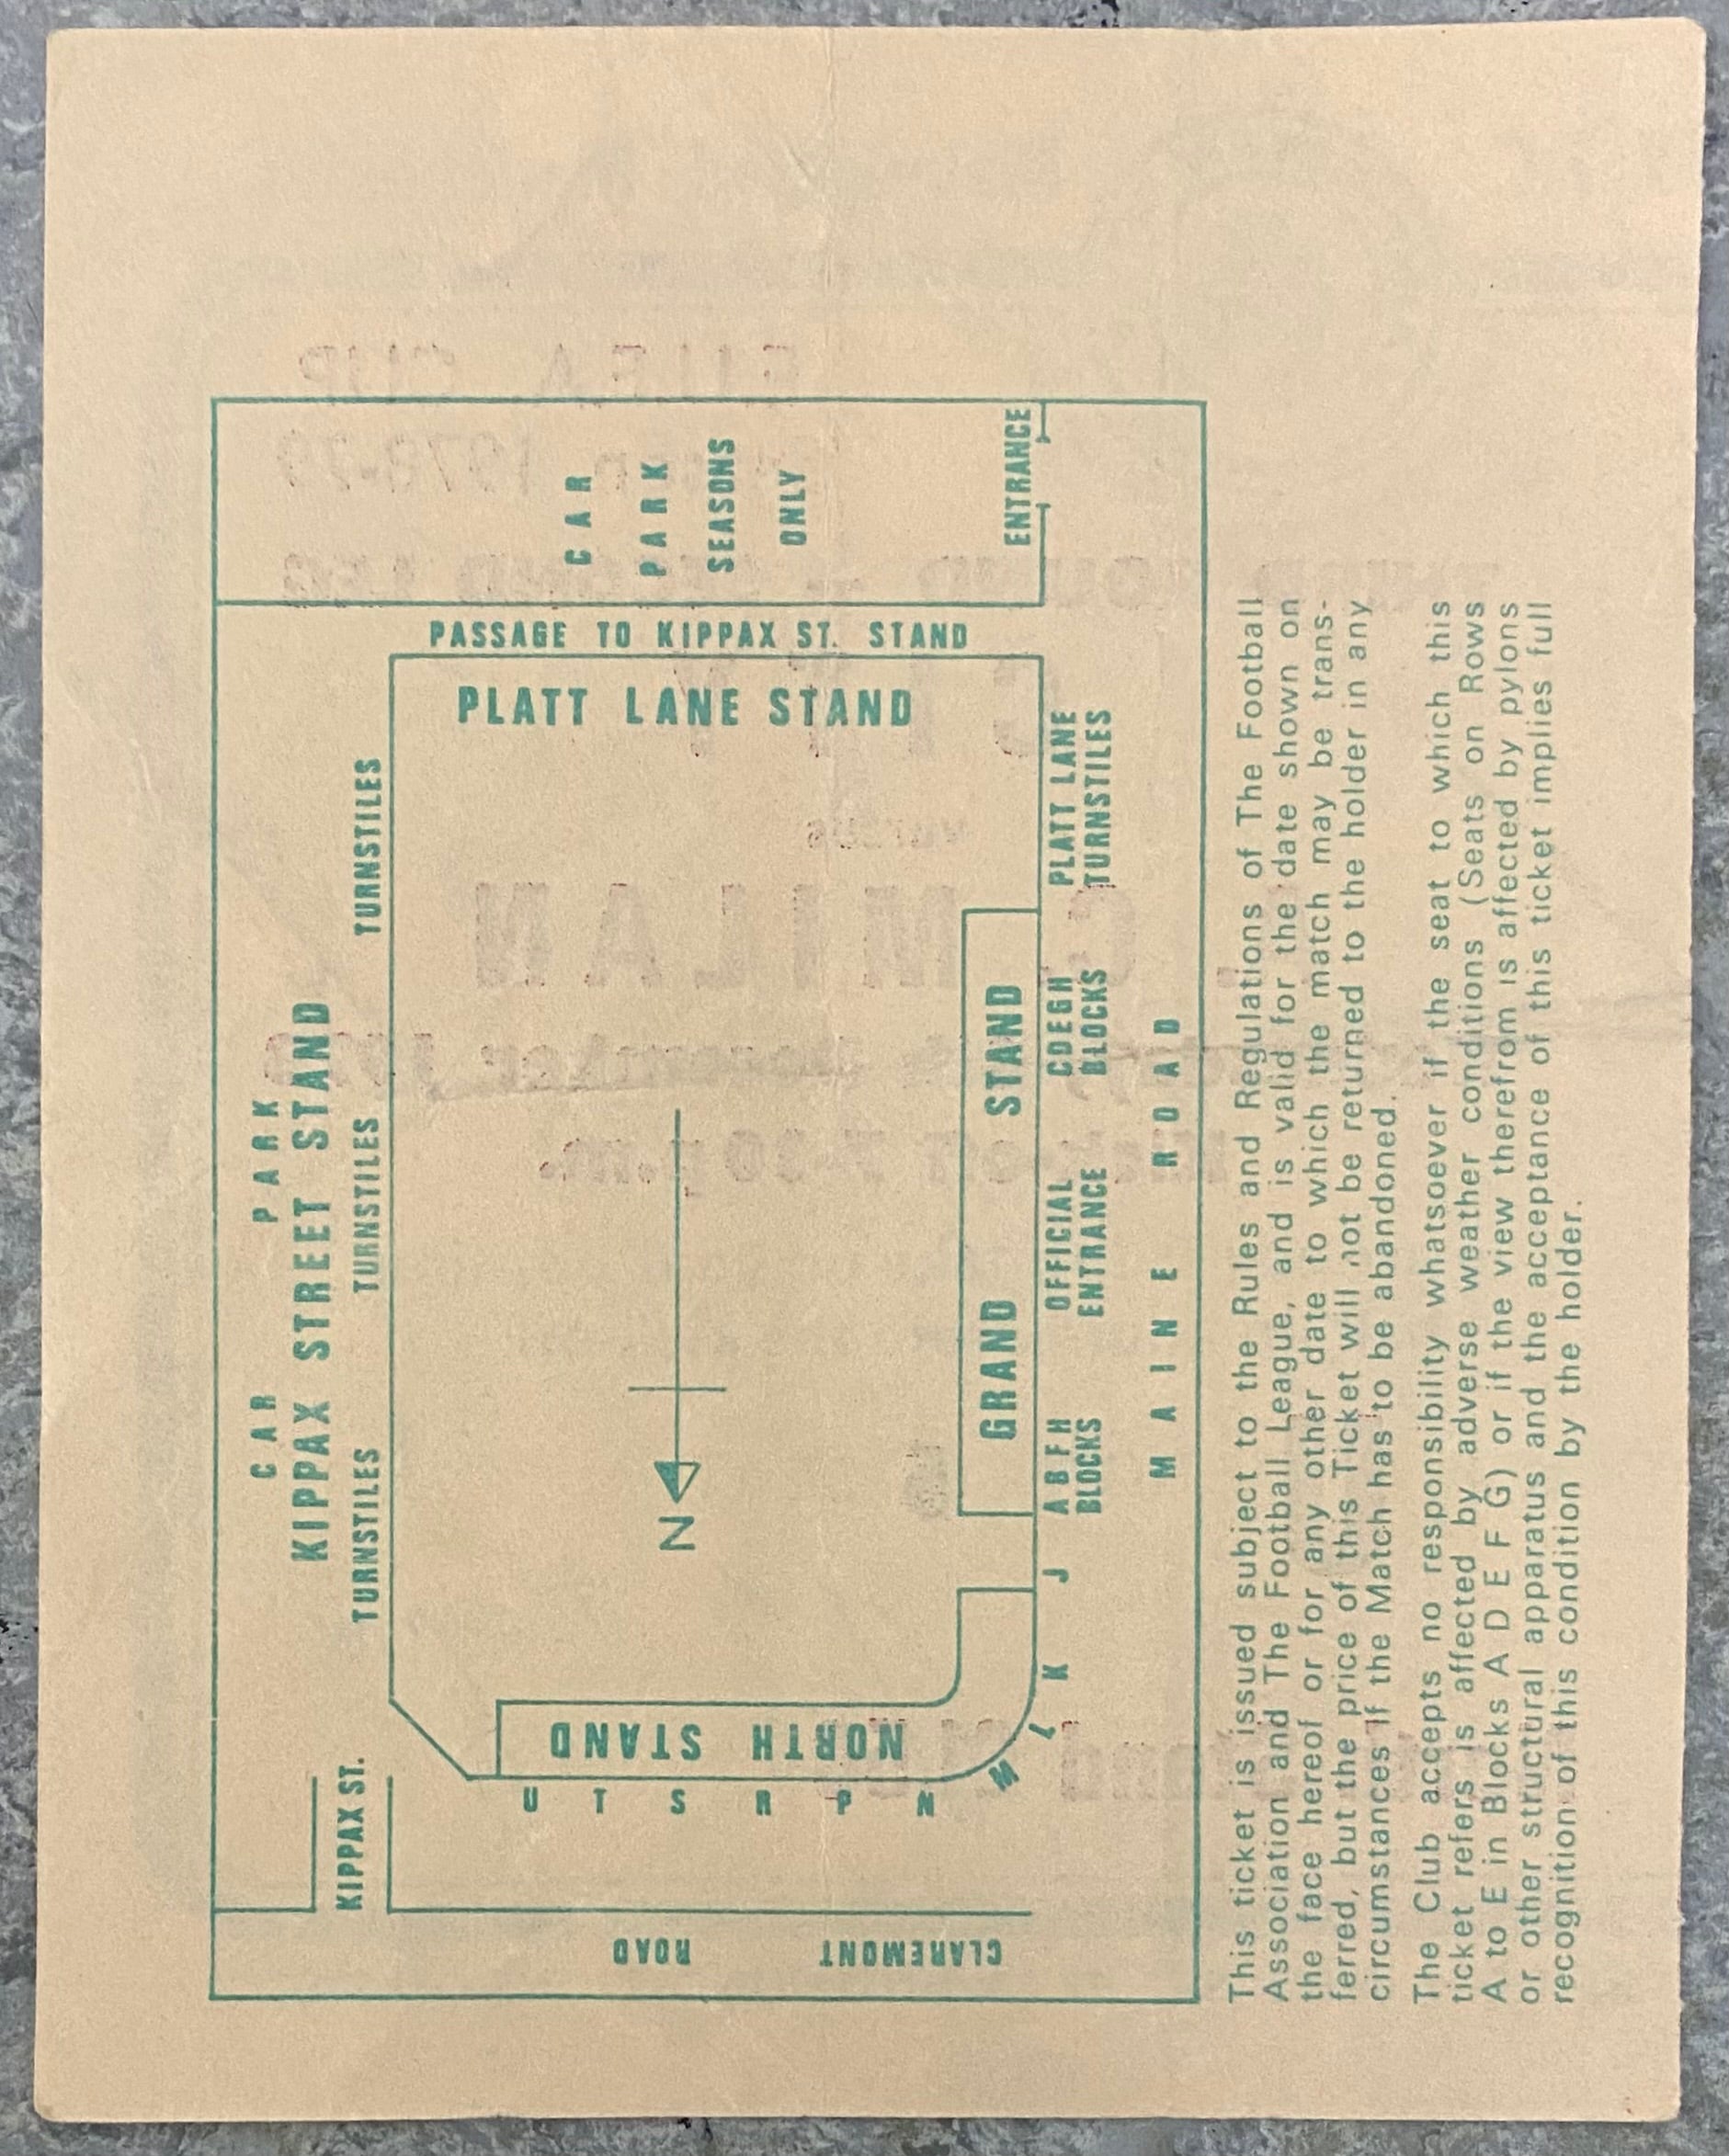 CAR PARK
KIPPAX STREET STAND
TURNSTILES TURNSTILES TURNSTILES
KIPPAX ST.
CLAREMONT ROAD
NORTH STAND
U T S R P N M L K J
N
PLATT LANE STAND
PASSAGE TO KIPPAX ST. STAND
CAR
PARK
SEASONS
ONLY
ENTRANCE
GRAND STAND
A B F H
BLOCKS
OFFICIAL
ENTRANCE
CDEGH
BLOCKS
PLATT LANE
TURNSTILES
MAINE ROAD
This ticket is issued subject to the Rules and Regulations of The Football
Association and The Football League, and is valid for the date shown on
the face hereof or for any other date to which the match may be trans-
ferred, but the price of this Ticket will not be returned to the holder in any
circumstances if the Match has to be abandoned.
The Club accepts no responsibility whatsoever if the seat to which this
ticket refers is affected by adverse weather conditions (Seats on Rows
A to E in Blocks A D E F G) or if the view therefrom is affected by pylons
or other structural apparatus and the acceptance of this ticket implies full
recognition of this condition by the holder.